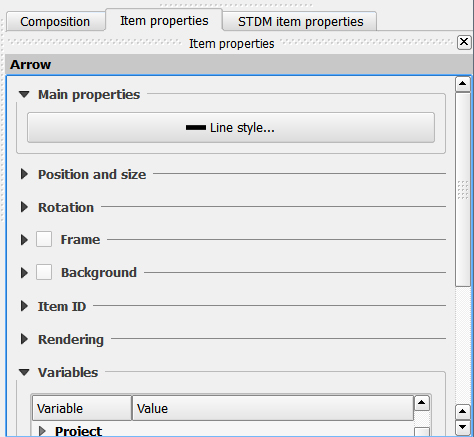 Composition Item properties STDM item properties
Item properties
Arrow
Main properties
Line style...
Position and size
Rotation
Frame
Background
Item ID
Rendering
Variables
Variable Value
Project